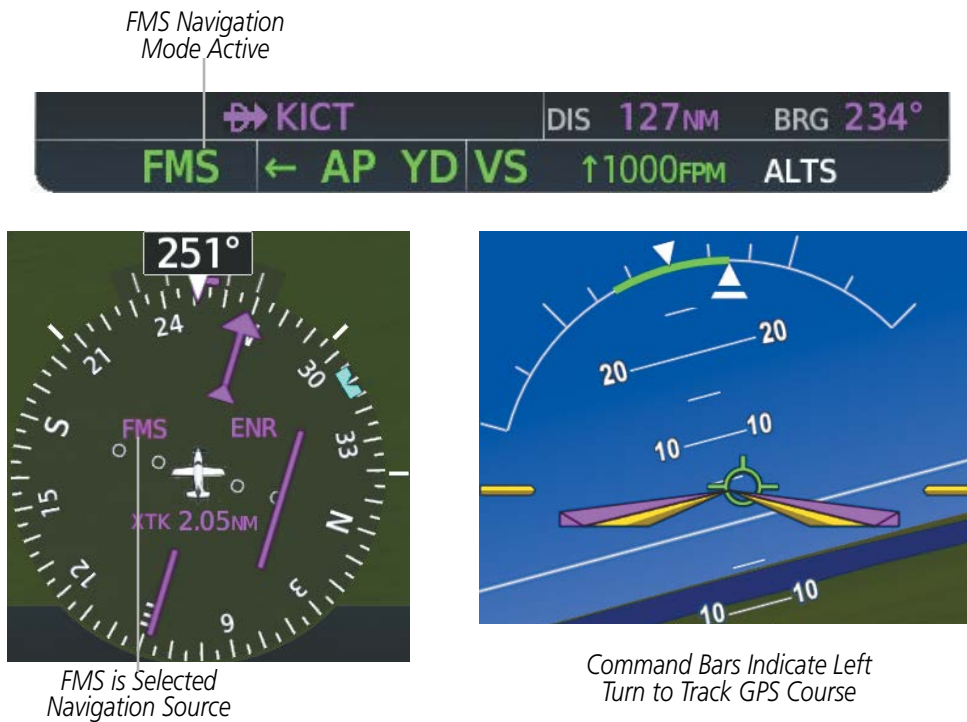 FMS Navigation
Mode Active
D KICT DIS 127NM BRG 234°
FMS ← AP YD VS ↑1000FPM ALTS
251°
24
21
W
30
S
FMS ENR
33
15
XTK 2.05NM
N
12
3
E
9
6
20 20
10 10
10 10
FMS is Selected
Navigation Source
Command Bars Indicate Left
Turn to Track GPS Course